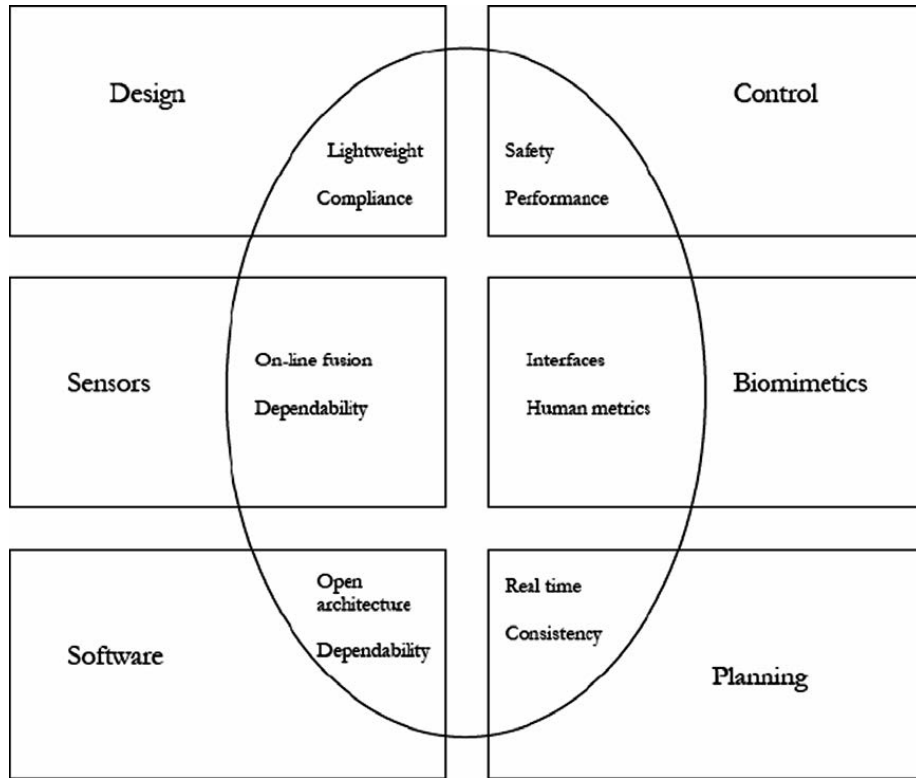 Design
Lightweight
Compliance
Control
Safety
Performance
Sensors
On-line fusion
Dependability
Interfaces
Human metrics
Biomimetics
Software
Open
architecture
Dependability
Real time
Consistency
Planning